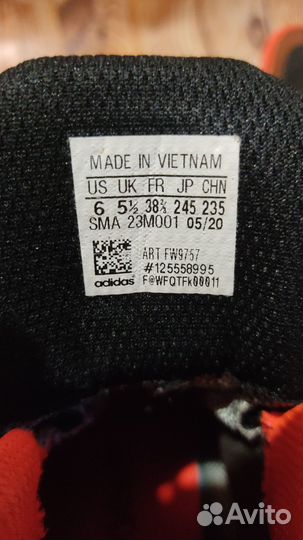 MADE IN VIETNAM
US UK FR JP CHN
6 5½ 38⅔ 245 235
SMA 23M001 05/20
ART FW9757
#125558995
adidas F@WFQTFk00011
Avito